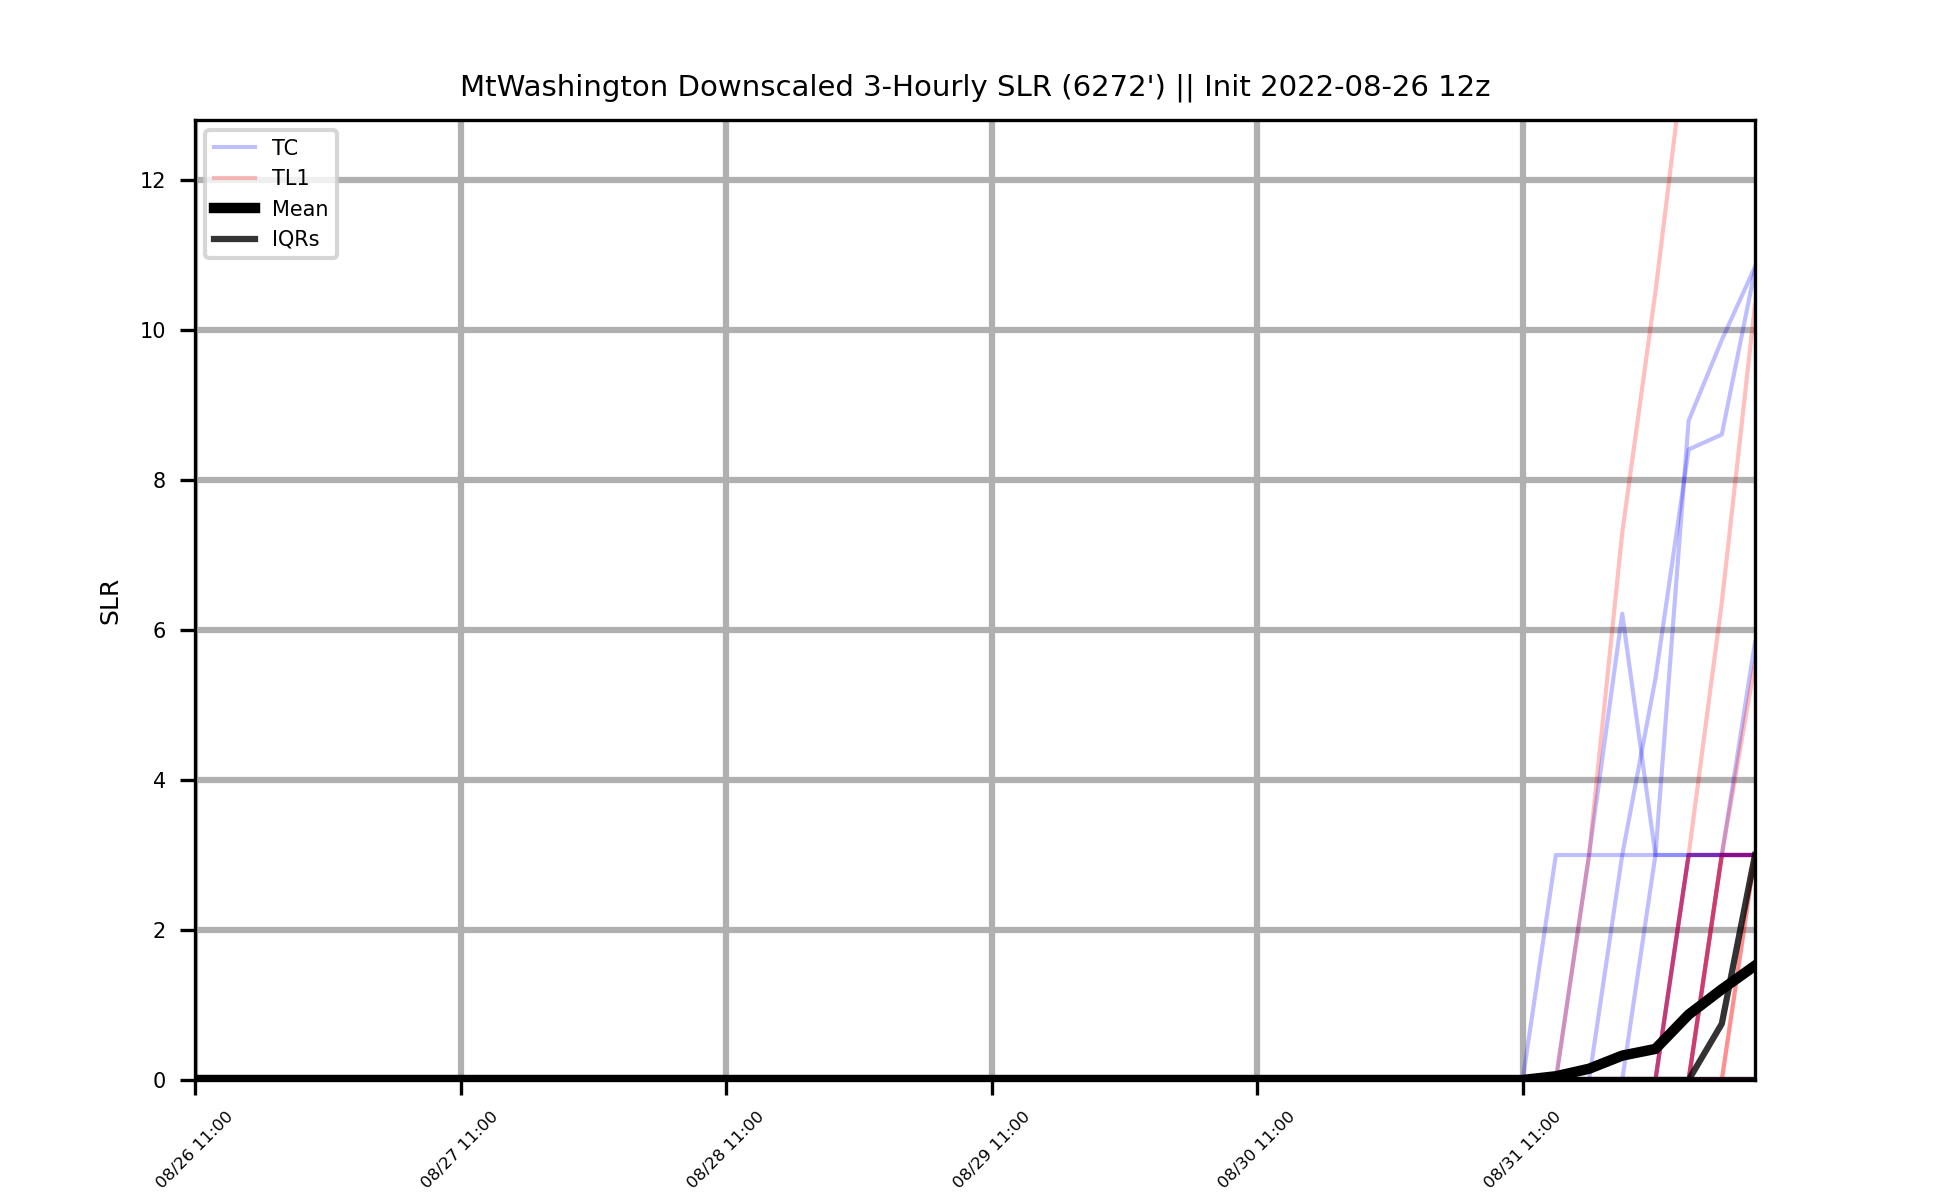 MtWashington Downscaled 3-Hourly SLR (6272') || Init 2022-08-26 12z
TC
TL1
Mean
IQRs
12
10
8
6
4
2
0
SLR
08/26 11:00
08/27 11:00
08/28 11:00
08/29 11:00
08/30 11:00
08/31 11:00